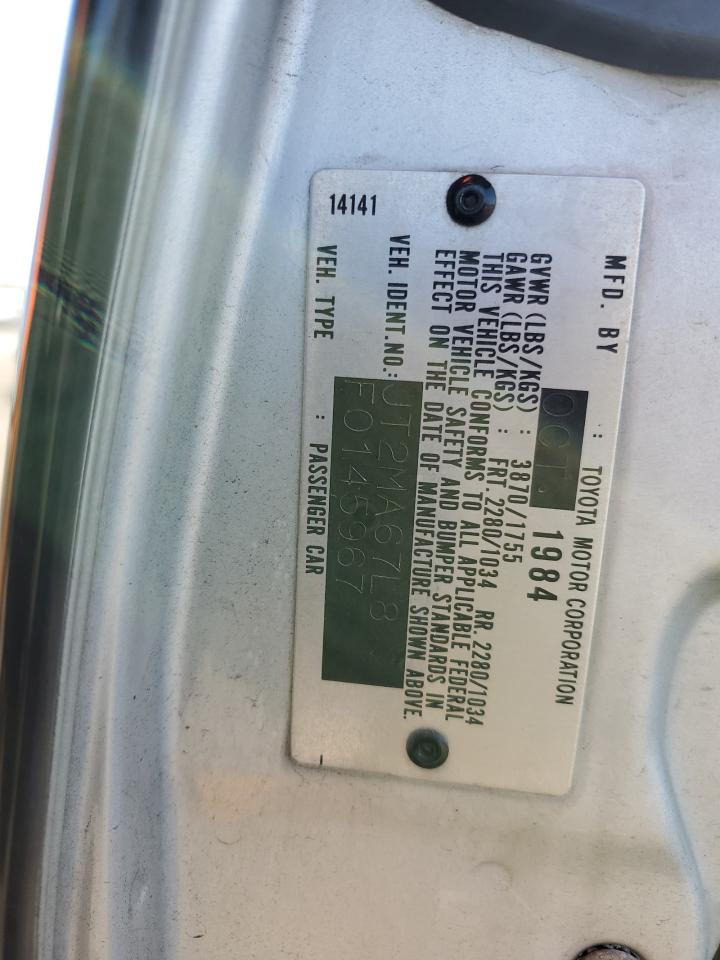 MFD. BY : TOYOTA MOTOR CORPORATION
OCT. 1984
GVWR (LBS/KGS) : 3870/1755
GAWR (LBS/KGS) : FRT 2280/1034 RR. 2280/1034
THIS VEHICLE CONFORMS TO ALL APPLICABLE FEDERAL
MOTOR VEHICLE SAFETY AND BUMPER STANDARDS IN
EFFECT ON THE DATE OF MANUFACTURE SHOWN ABOVE.
VEH. IDENT.NO.: JT2MA67L8
F0145967
VEH. TYPE : PASSENGER CAR
14141